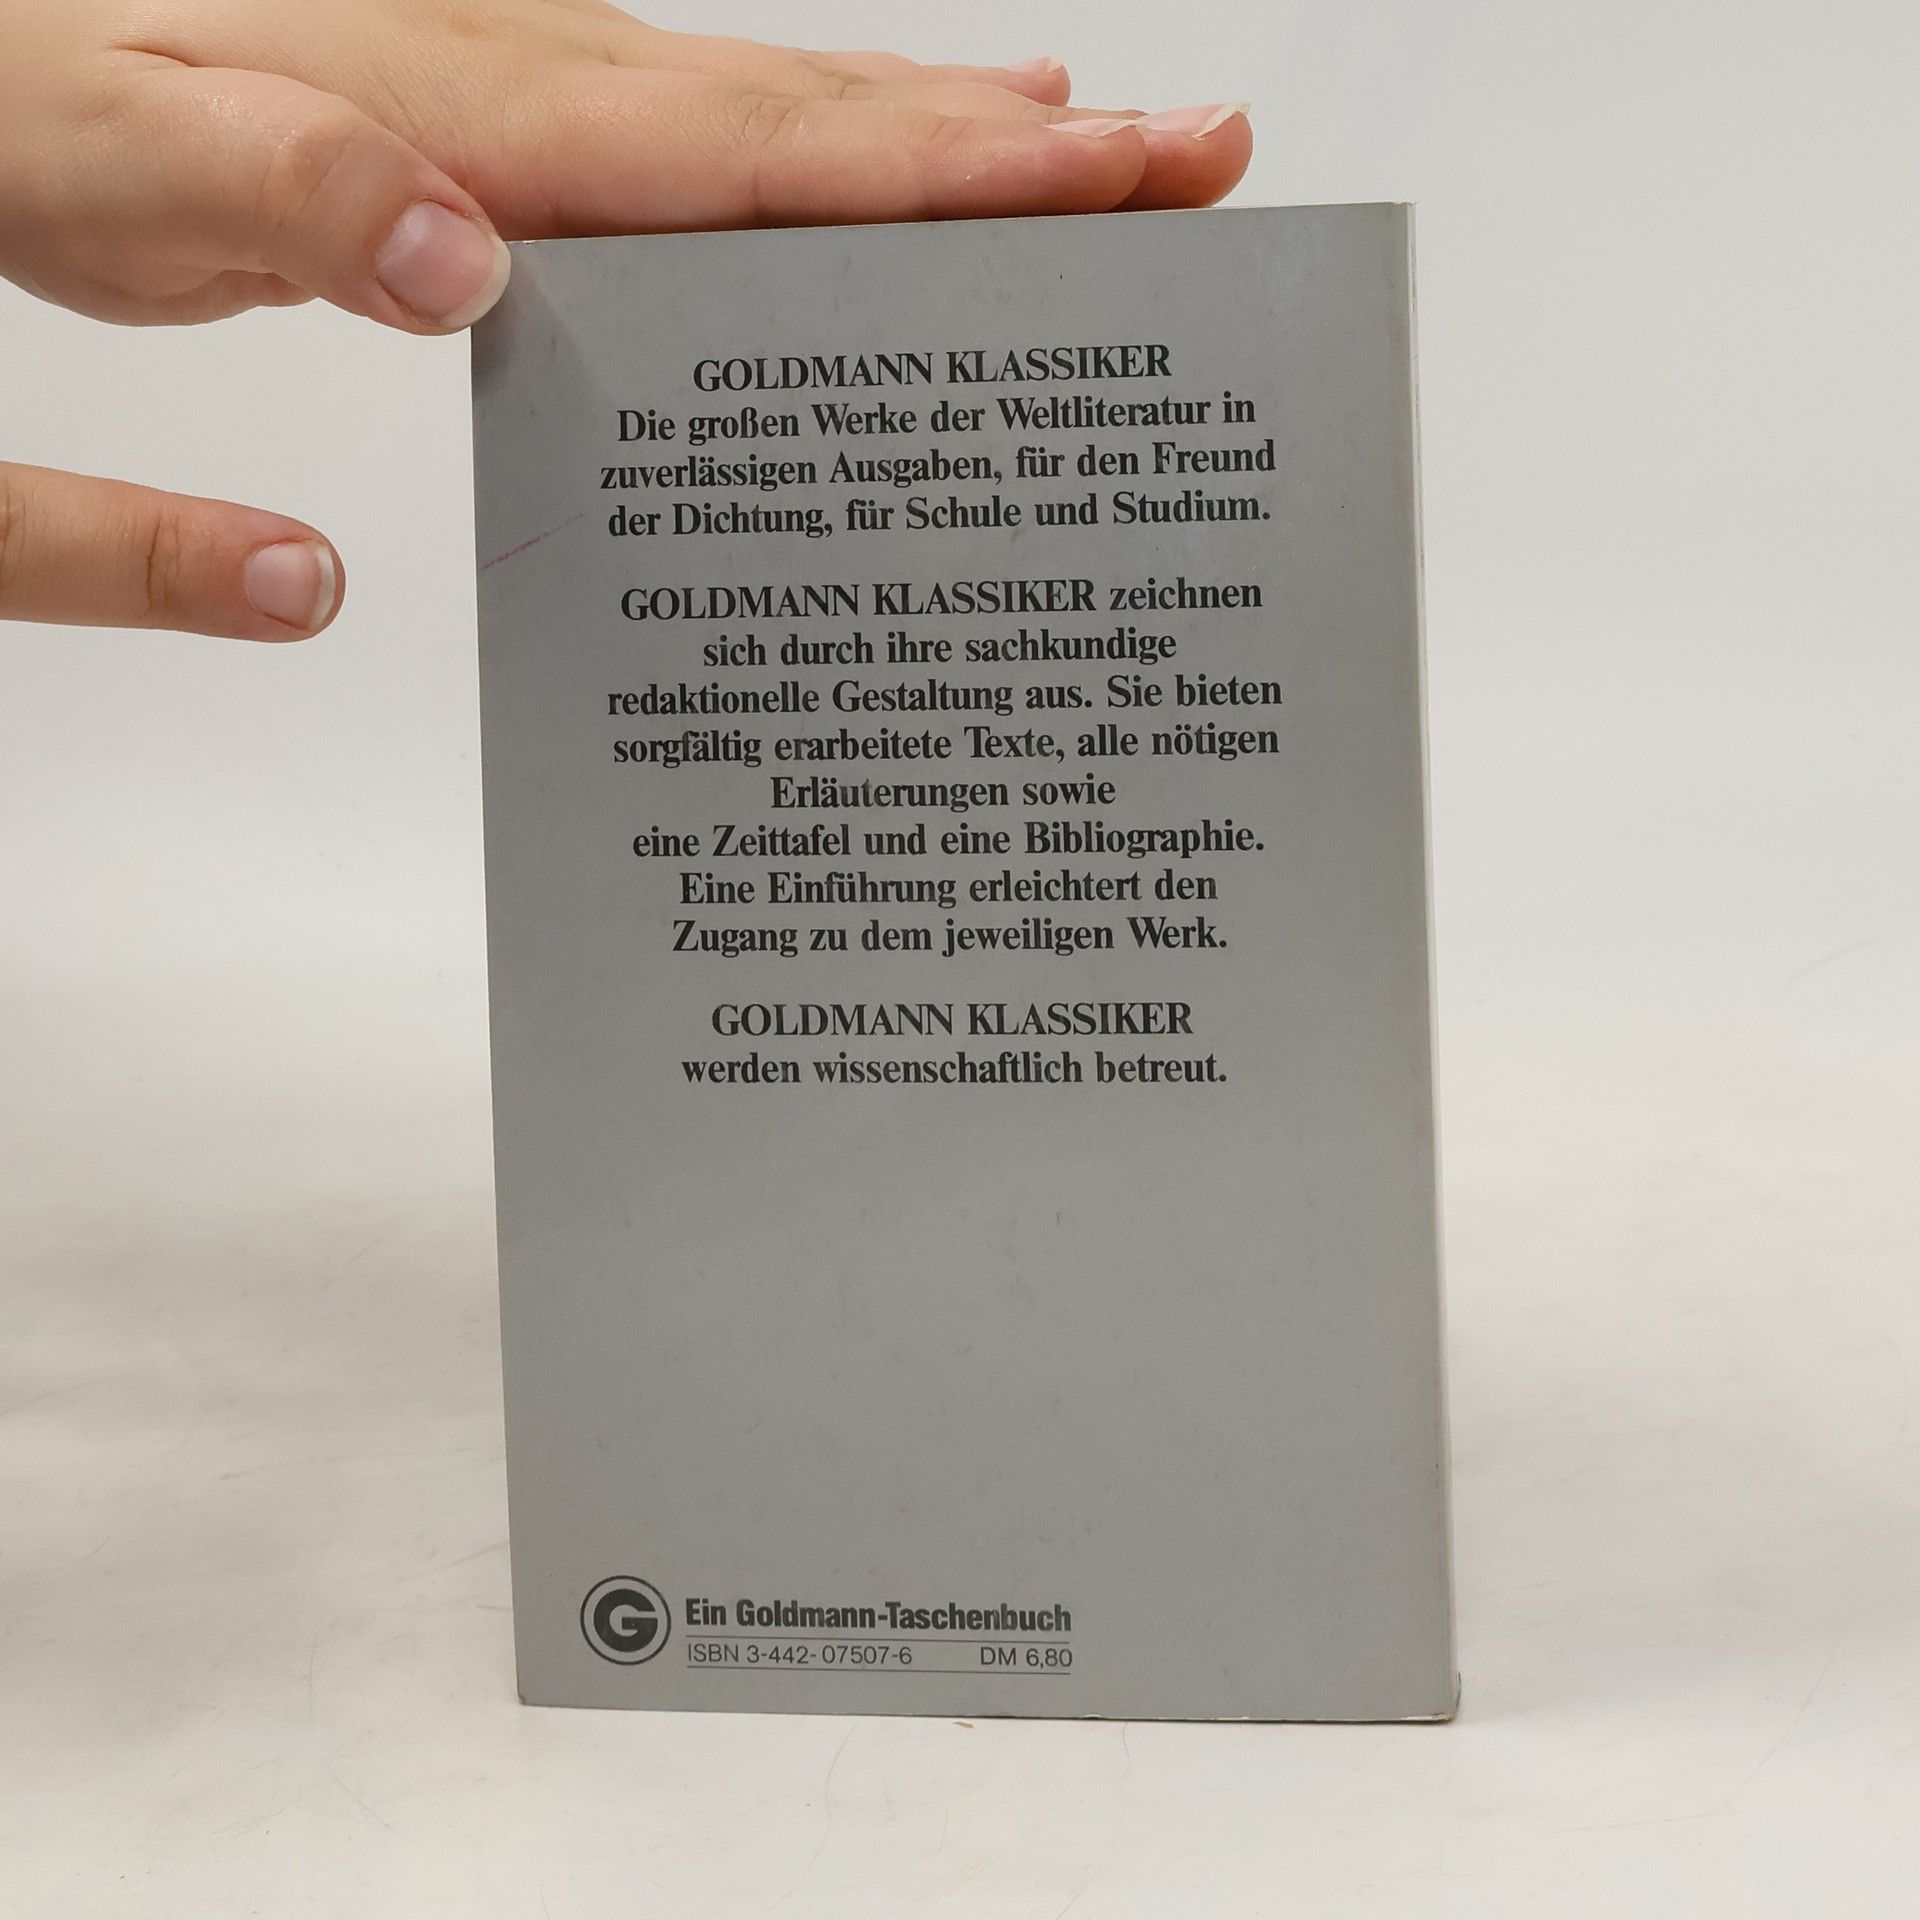 GOLDMANN KLASSIKER
Die großen Werke der Weltliteratur in
zuverlässigen Ausgaben, für den Freund
der Dichtung, für Schule und Studium.
GOLDMANN KLASSIKER zeichnen
sich durch ihre sachkundige
redaktionelle Gestaltung aus. Sie bieten
sorgfältig erarbeitete Texte, alle nötigen
Erläuterungen sowie
eine Zeittafel und eine Bibliographie.
Eine Einführung erleichtert den
Zugang zu dem jeweiligen Werk.
GOLDMANN KLASSIKER
werden wissenschaftlich betreut.
G Ein Goldmann-Taschenbuch
ISBN 3-442-07507-6 DM 6,80